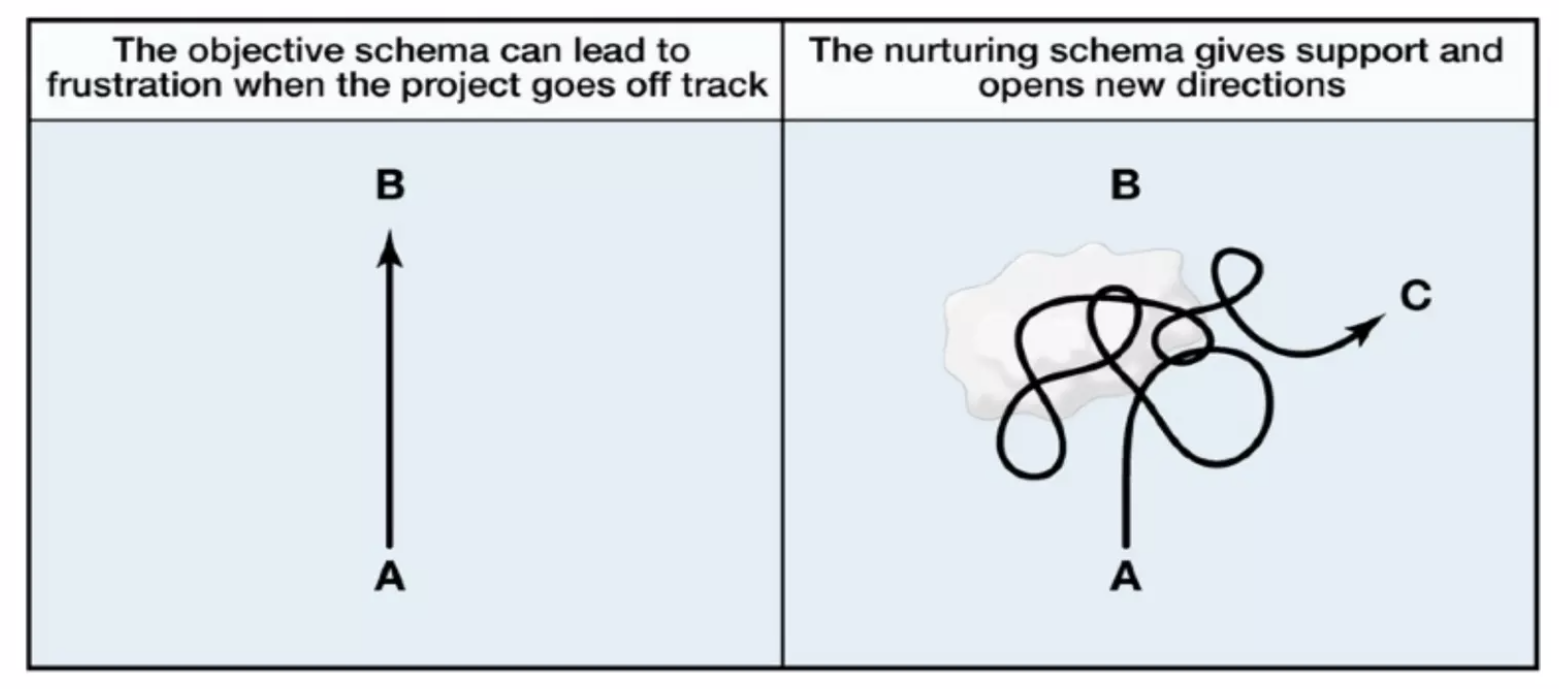 The objective schema can lead to
frustration when the project goes off track
The nurturing schema gives support and
opens new directions
B
A
B
C
A